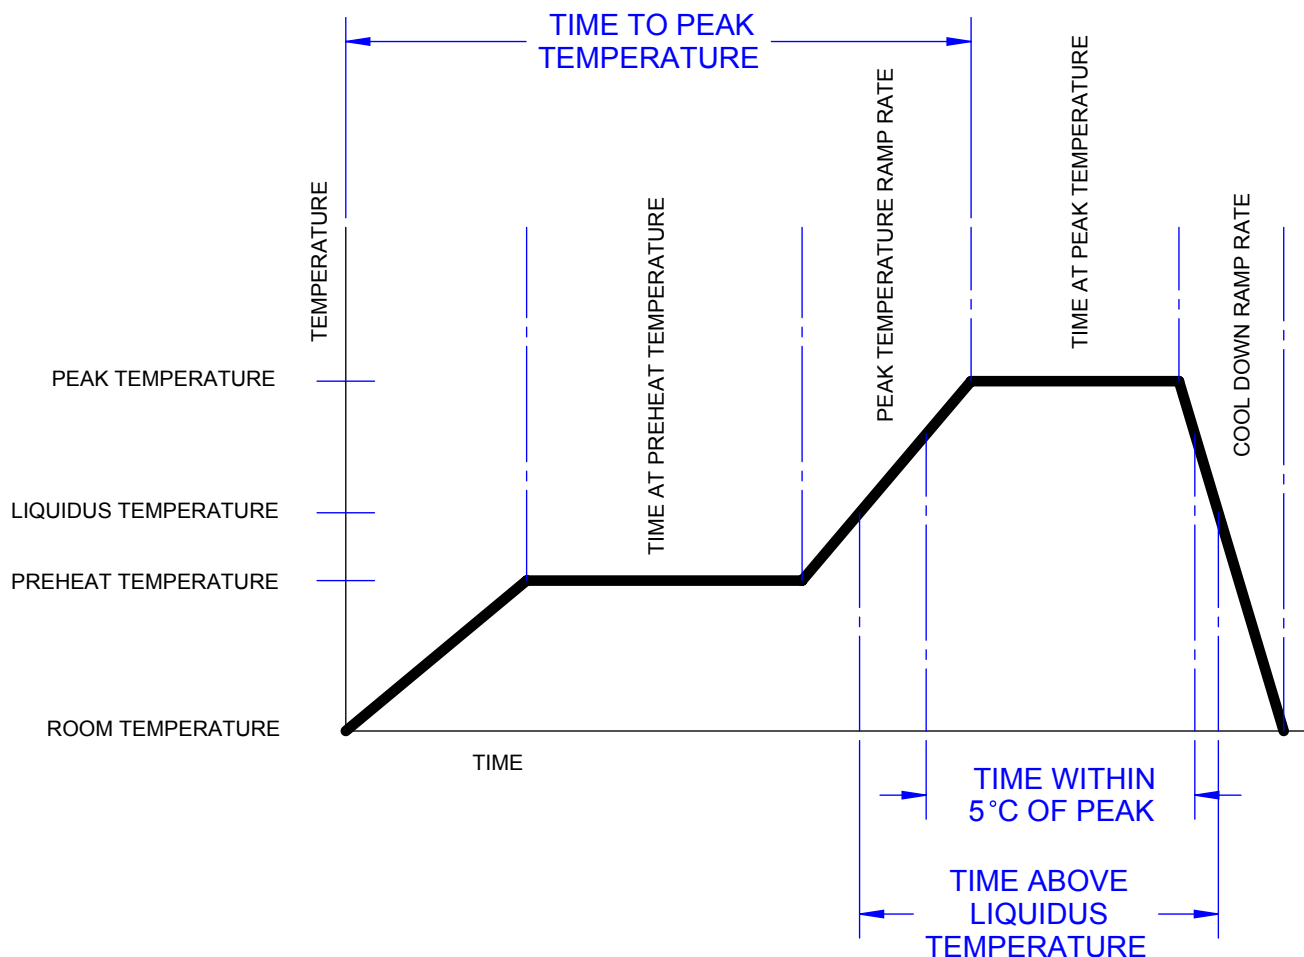 TIME TO PEAK
TEMPERATURE
TEMPERATURE
TIME AT PREHEAT TEMPERATURE
PEAK TEMPERATURE RAMP RATE
TIME AT PEAK TEMPERATURE
COOL DOWN RAMP RATE
PEAK TEMPERATURE
LIQUIDUS TEMPERATURE
PREHEAT TEMPERATURE
ROOM TEMPERATURE
TIME
TIME WITHIN
5°C OF PEAK
TIME ABOVE
LIQUIDUS
TEMPERATURE